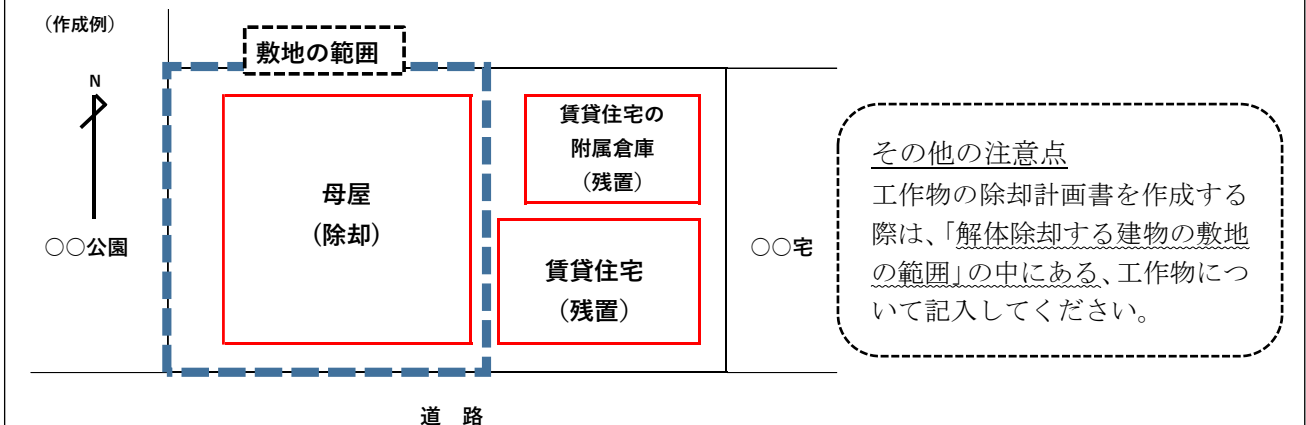 （作成例）
敷地の範囲
N
賃貸住宅の
附属倉庫
（残置）
母屋
（除却）
○○公園
○○宅
賃貸住宅
（残置）
道　路
その他の注意点
工作物の除却計画書を作成する
際は、「解体除却する建物の敷地
の範囲」の中にある、工作物につ
いて記入してください。